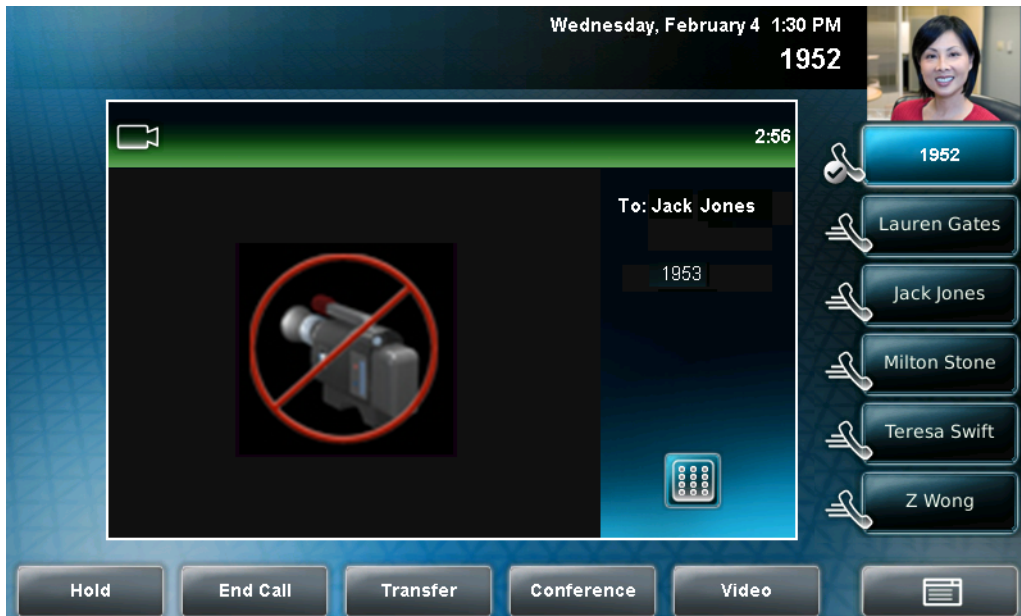 Wednesday, February 4 1:30 PM
1952
2:56
To: Jack Jones
1953
1952
Lauren Gates
Jack Jones
Milton Stone
Teresa Swift
Z Wong
Hold
End Call
Transfer
Conference
Video